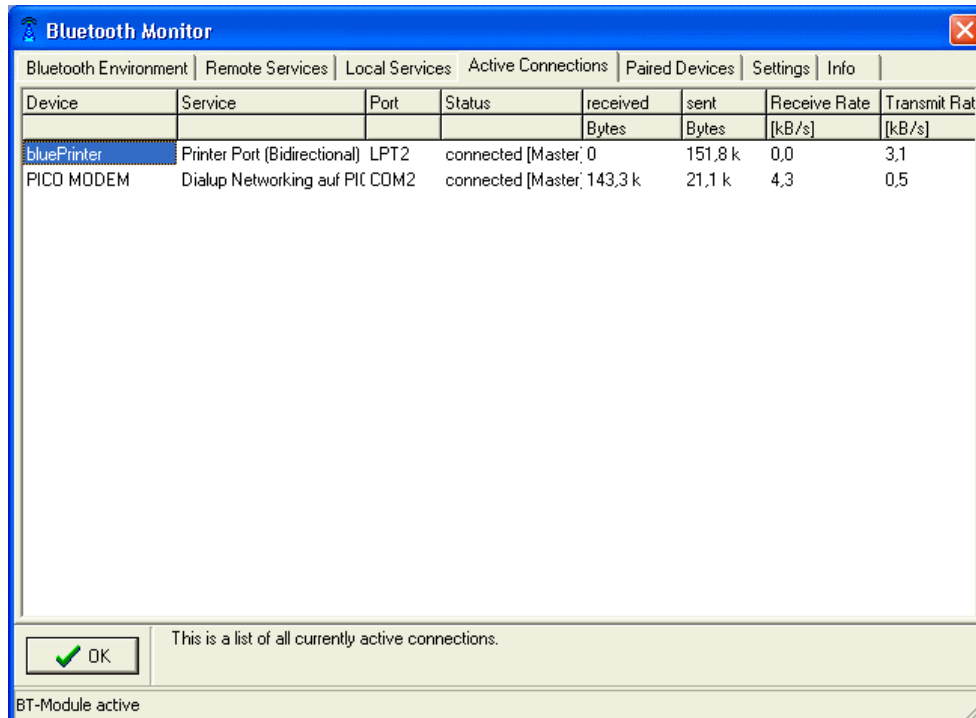 Bluetooth Monitor
Bluetooth Environment Remote Services Local Services Active Connections Paired Devices Settings Info
Device Service Port Status received sent Receive Rate Transmit Rat
Bytes Bytes [kB/s] [kB/s]
bluePrinter Printer Port (Bidirectional) LPT2 connected [Master] 0 151,8 k 0,0 3,1
PICO MODEM Dialup Networking auf PI( COM2 connected [Master] 143,3 k 21,1 k 4,3 0,5
OK This is a list of all currently active connections.
BT-Module active